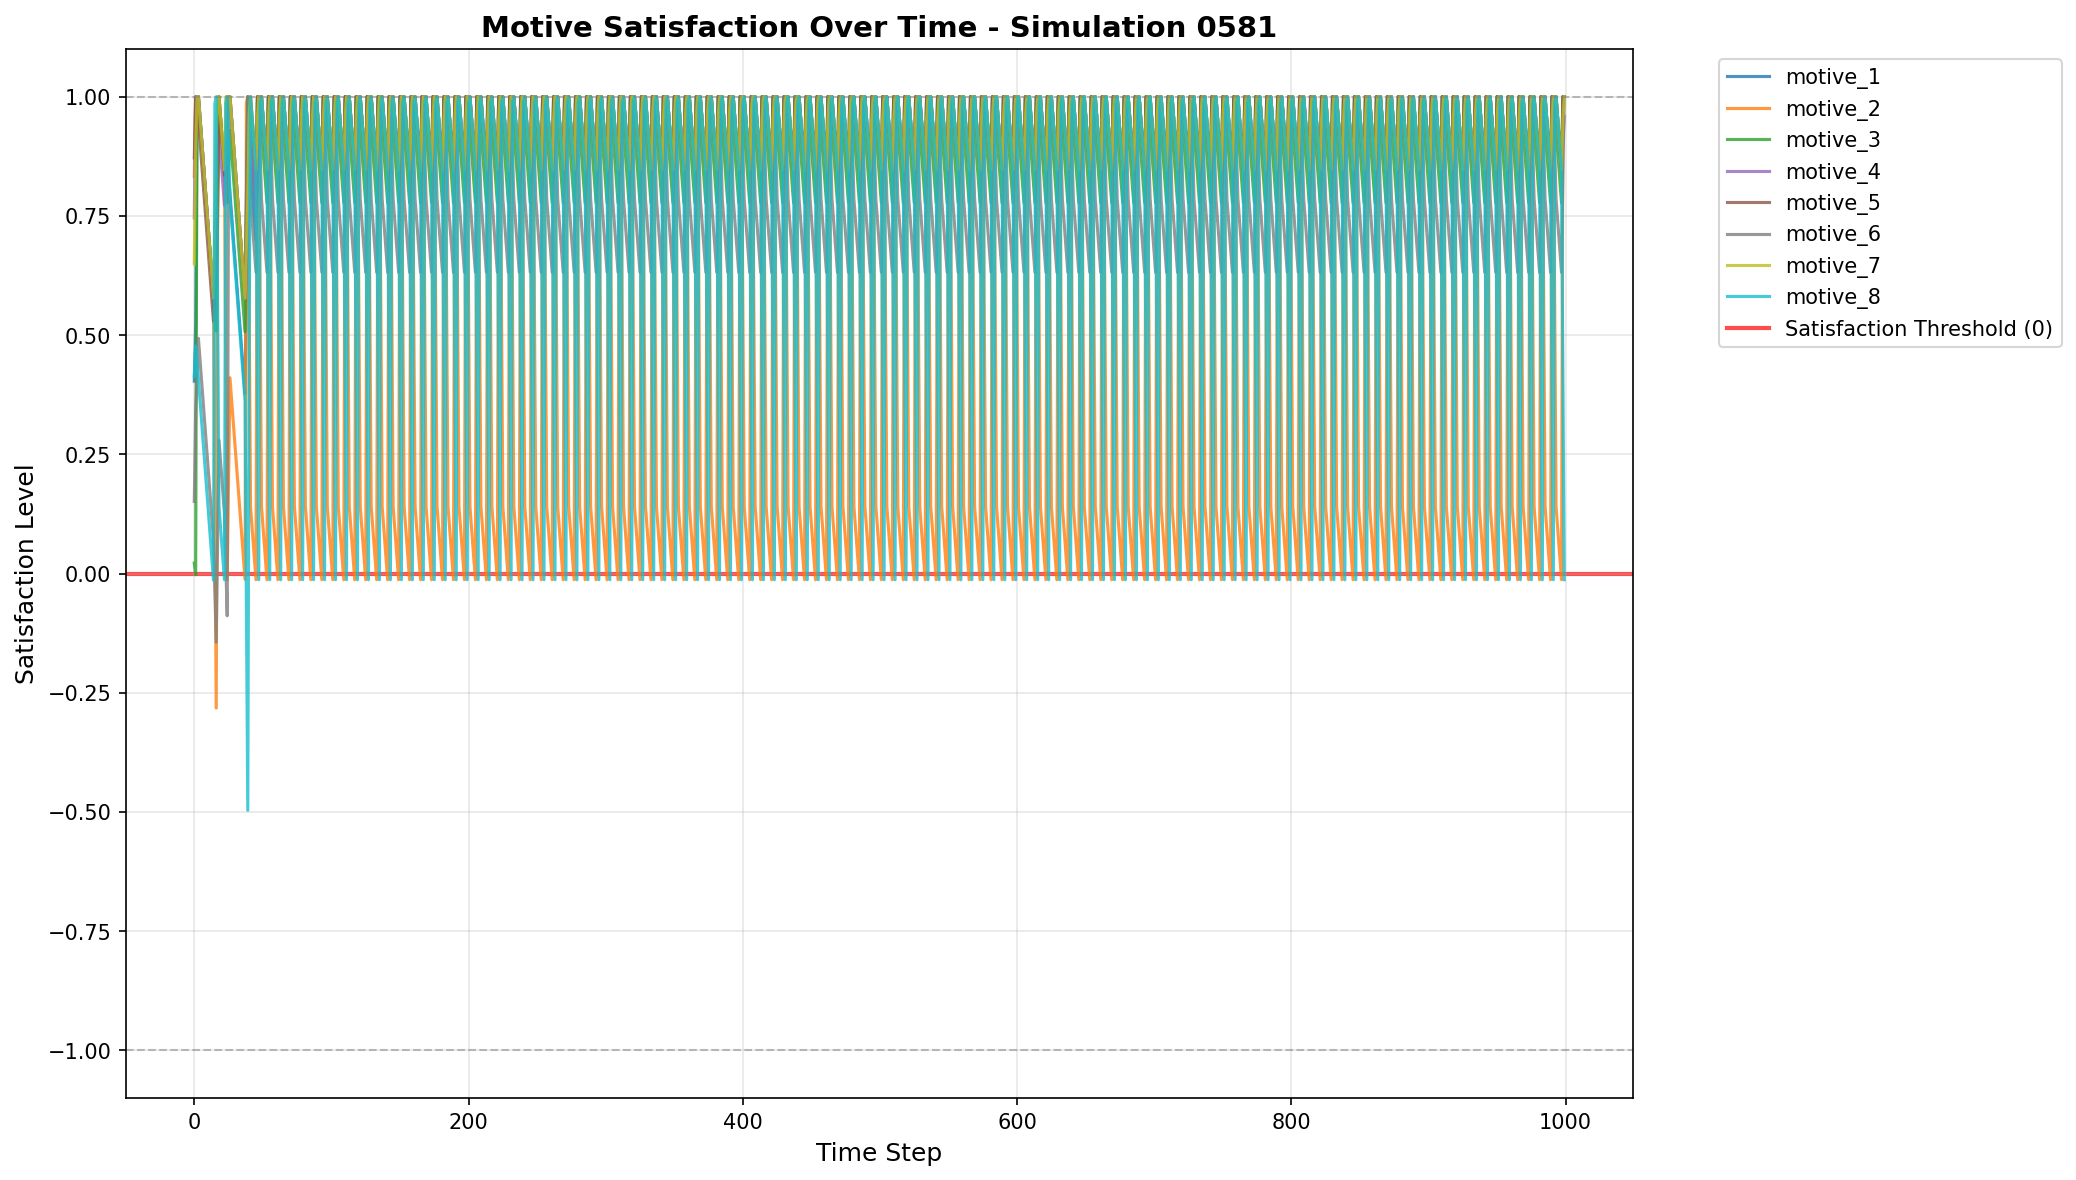 Motive Satisfaction Over Time - Simulation 0581
1.00
0.75
0.50
0.25
0.00
−0.25
−0.50
−0.75
−1.00
Satisfaction Level
0
200
400
600
800
1000
Time Step
motive_1
motive_2
motive_3
motive_4
motive_5
motive_6
motive_7
motive_8
Satisfaction Threshold (0)